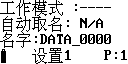 工作模式:----
自动取名: N/A
名字:DATA_0000
设置1 P:1